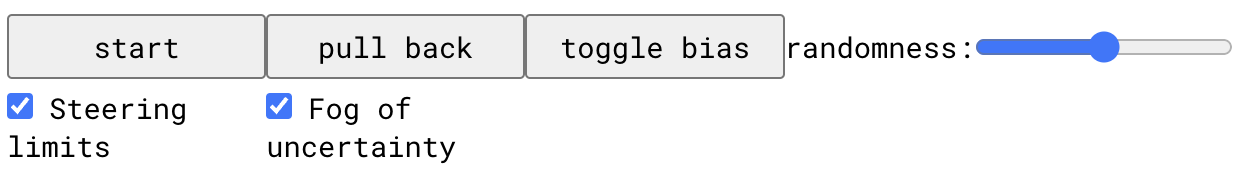 start pull back toggle bias randomness:
Steering Fog of
limits uncertainty